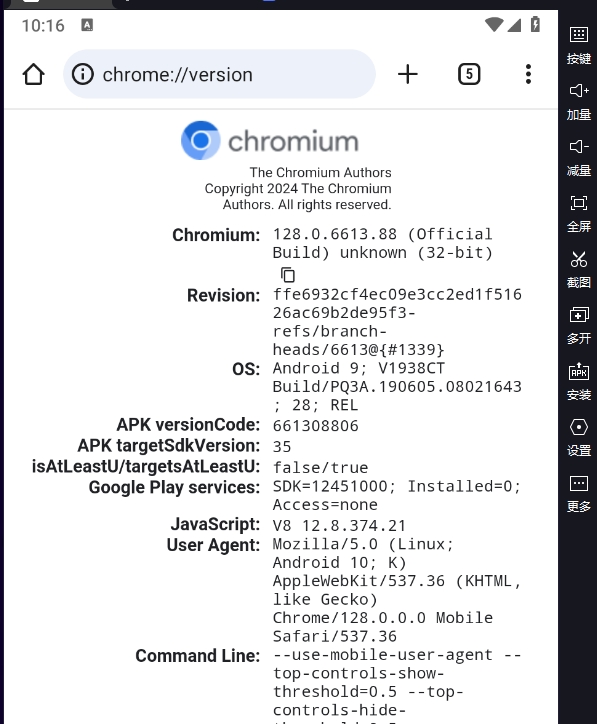 10:16 A
chrome://version
5
chromium
The Chromium Authors
Copyright 2024 The Chromium
Authors. All rights reserved.
Chromium: 128.0.6613.88 (Official
Build) unknown (32-bit)
Revision: ffe6932cf4ec09e3cc2ed1f516
26ac69b2de95f3-
refs/branch-
heads/6613@{#1339}
OS: Android 9; V1938CT
Build/PQ3A.190605.08021643
; 28; REL
APK versionCode: 661308806
APK targetSdkVersion: 35
isAtLeastU/targetsAtLeastU: false/true
Google Play services: SDK=12451000; Installed=0;
Access=none
JavaScript: V8 12.8.374.21
User Agent: Mozilla/5.0 (Linux;
Android 10; K)
AppleWebKit/537.36 (KHTML,
like Gecko)
Chrome/128.0.0.0 Mobile
Safari/537.36
Command Line: --use-mobile-user-agent --
top-controls-show-
threshold=0.5 --top-
controls-hide-
按键
加量
减量
全屏
截图
多开
APK
安装
设置
更多